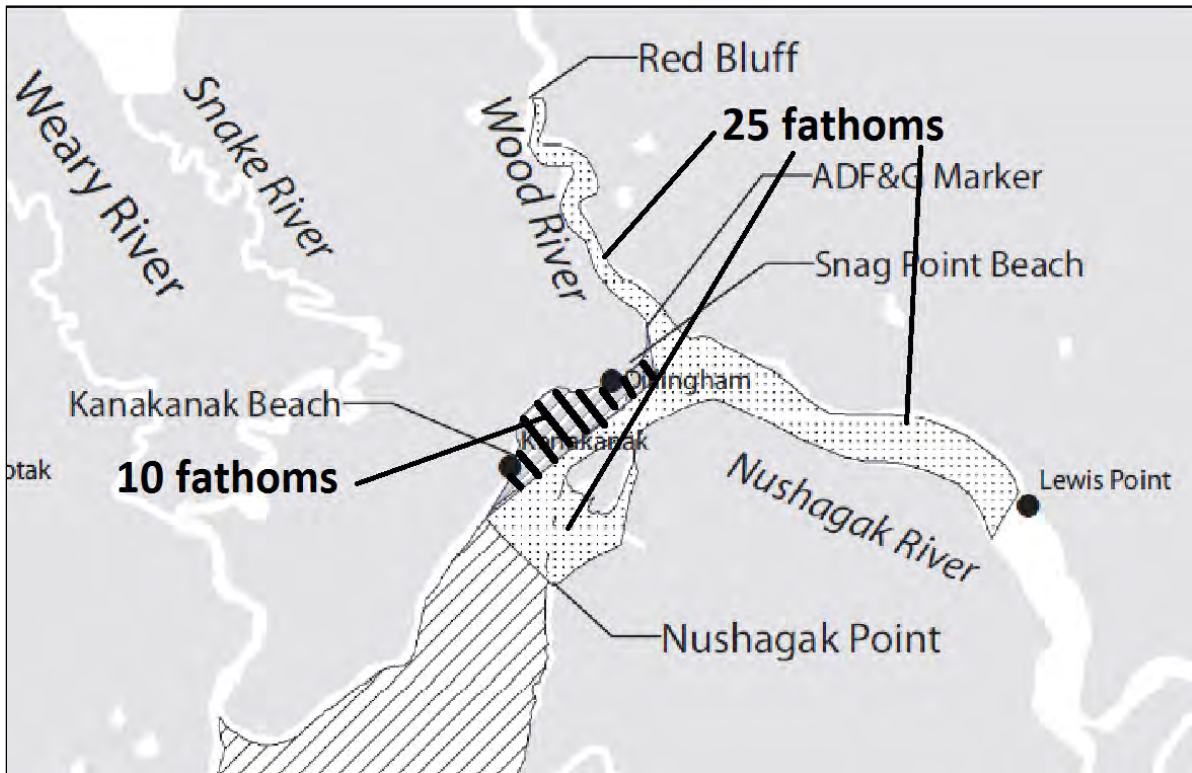 Red Bluff
Weary River
Snake River
Wood River
25 fathoms
ADF&G Marker
Snag Point Beach
Dillingham
Kanakanak Beach
Kanakanak
10 fathoms
otak
Lewis Point
Nushagak River
Nushagak Point